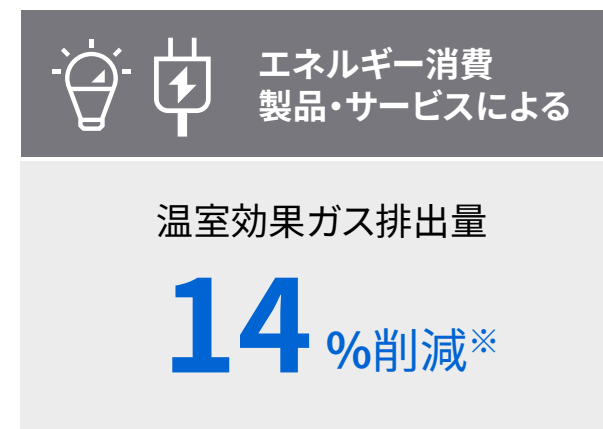 エネルギー消費
製品・サービスによる
温室効果ガス排出量
14%削減※